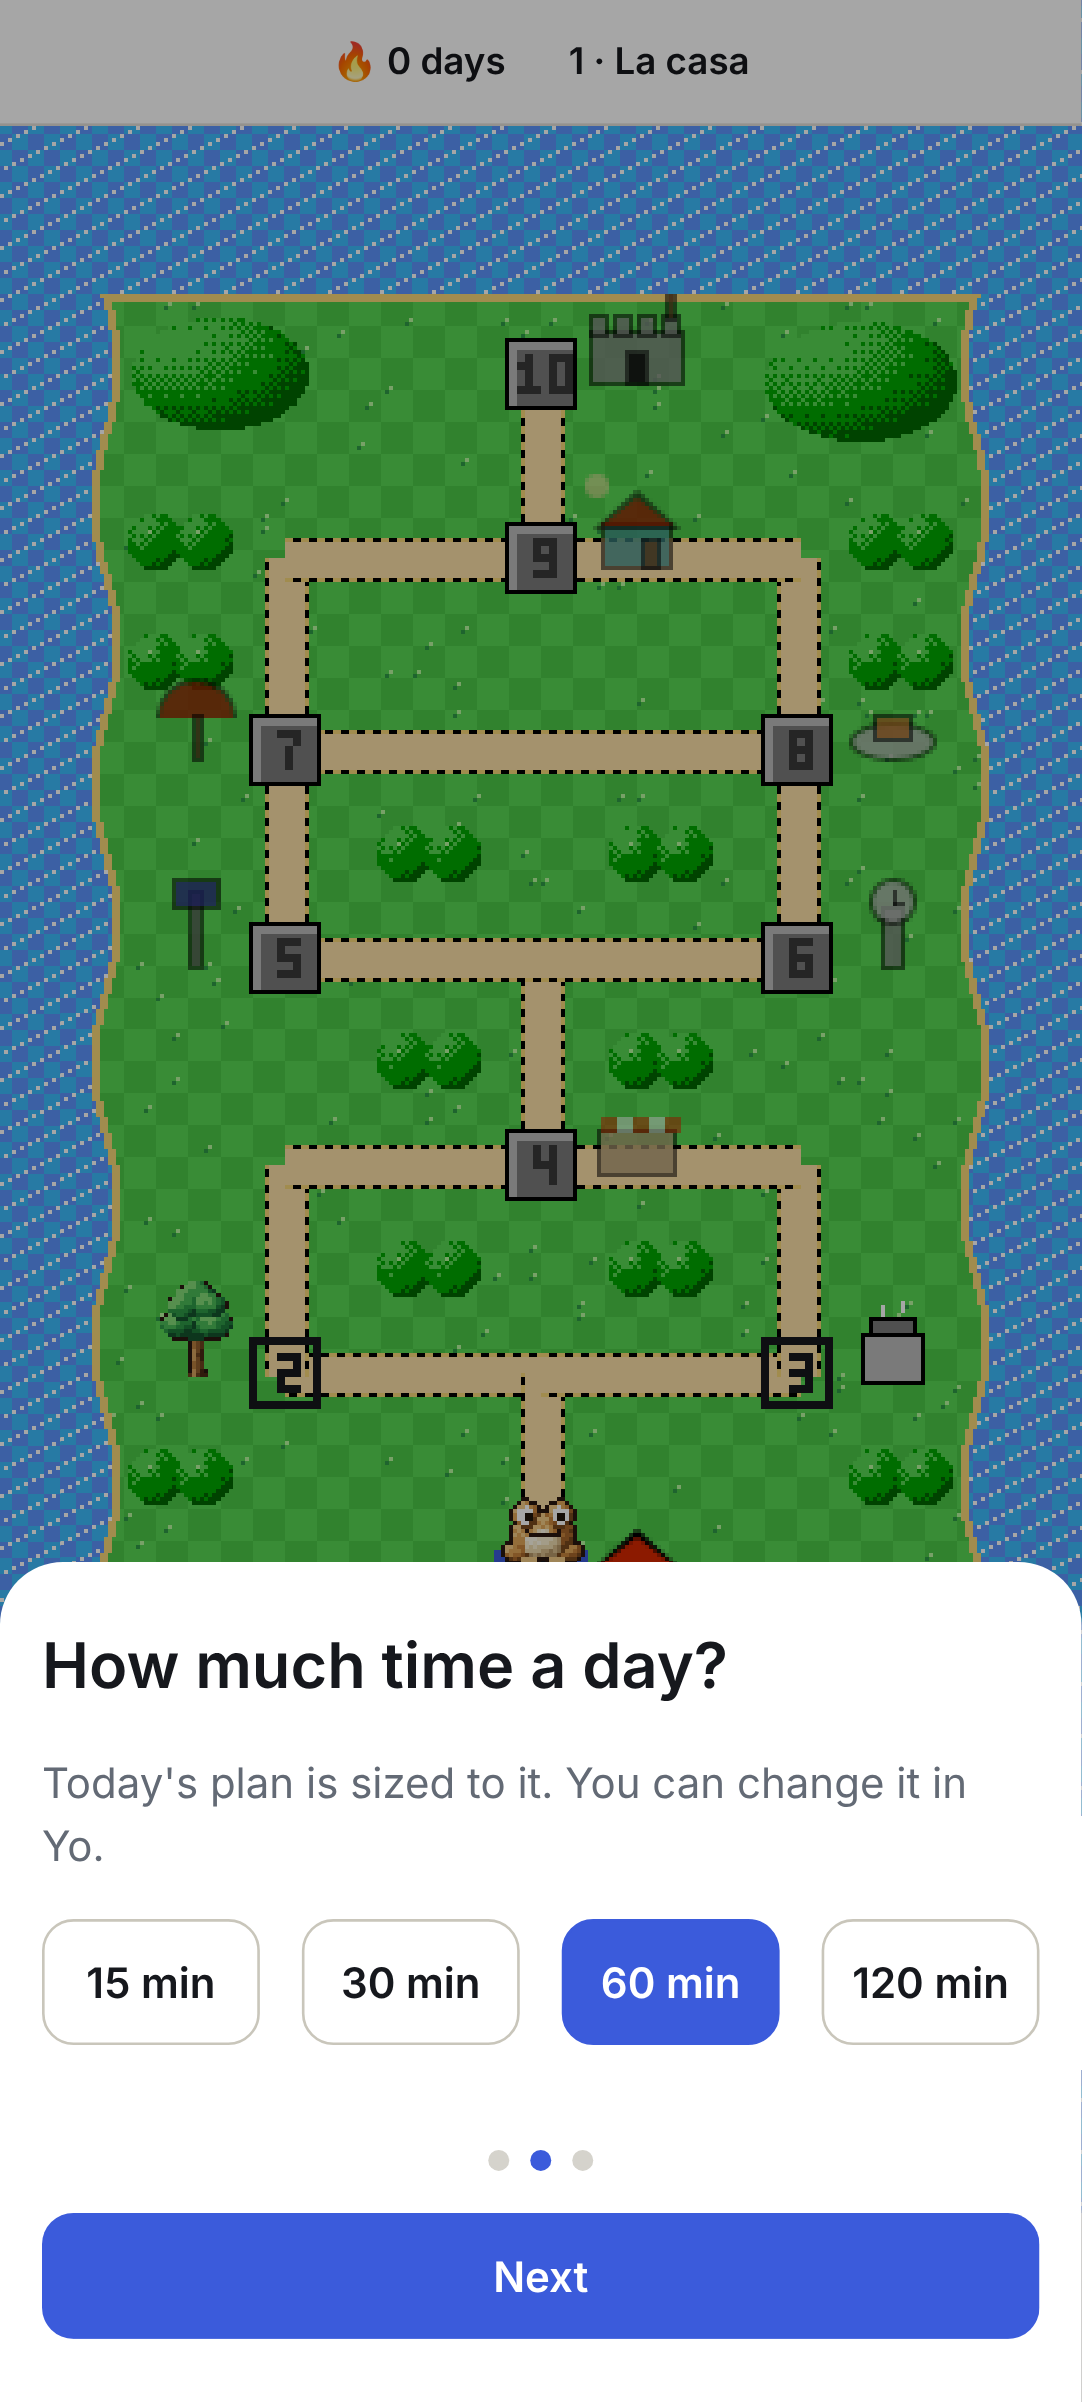 🔥 0 days 1 · La casa
10
9
7 8
5 6
4
2 3
How much time a day?
Today's plan is sized to it. You can change it in
Yo.
15 min 30 min 60 min 120 min
Next